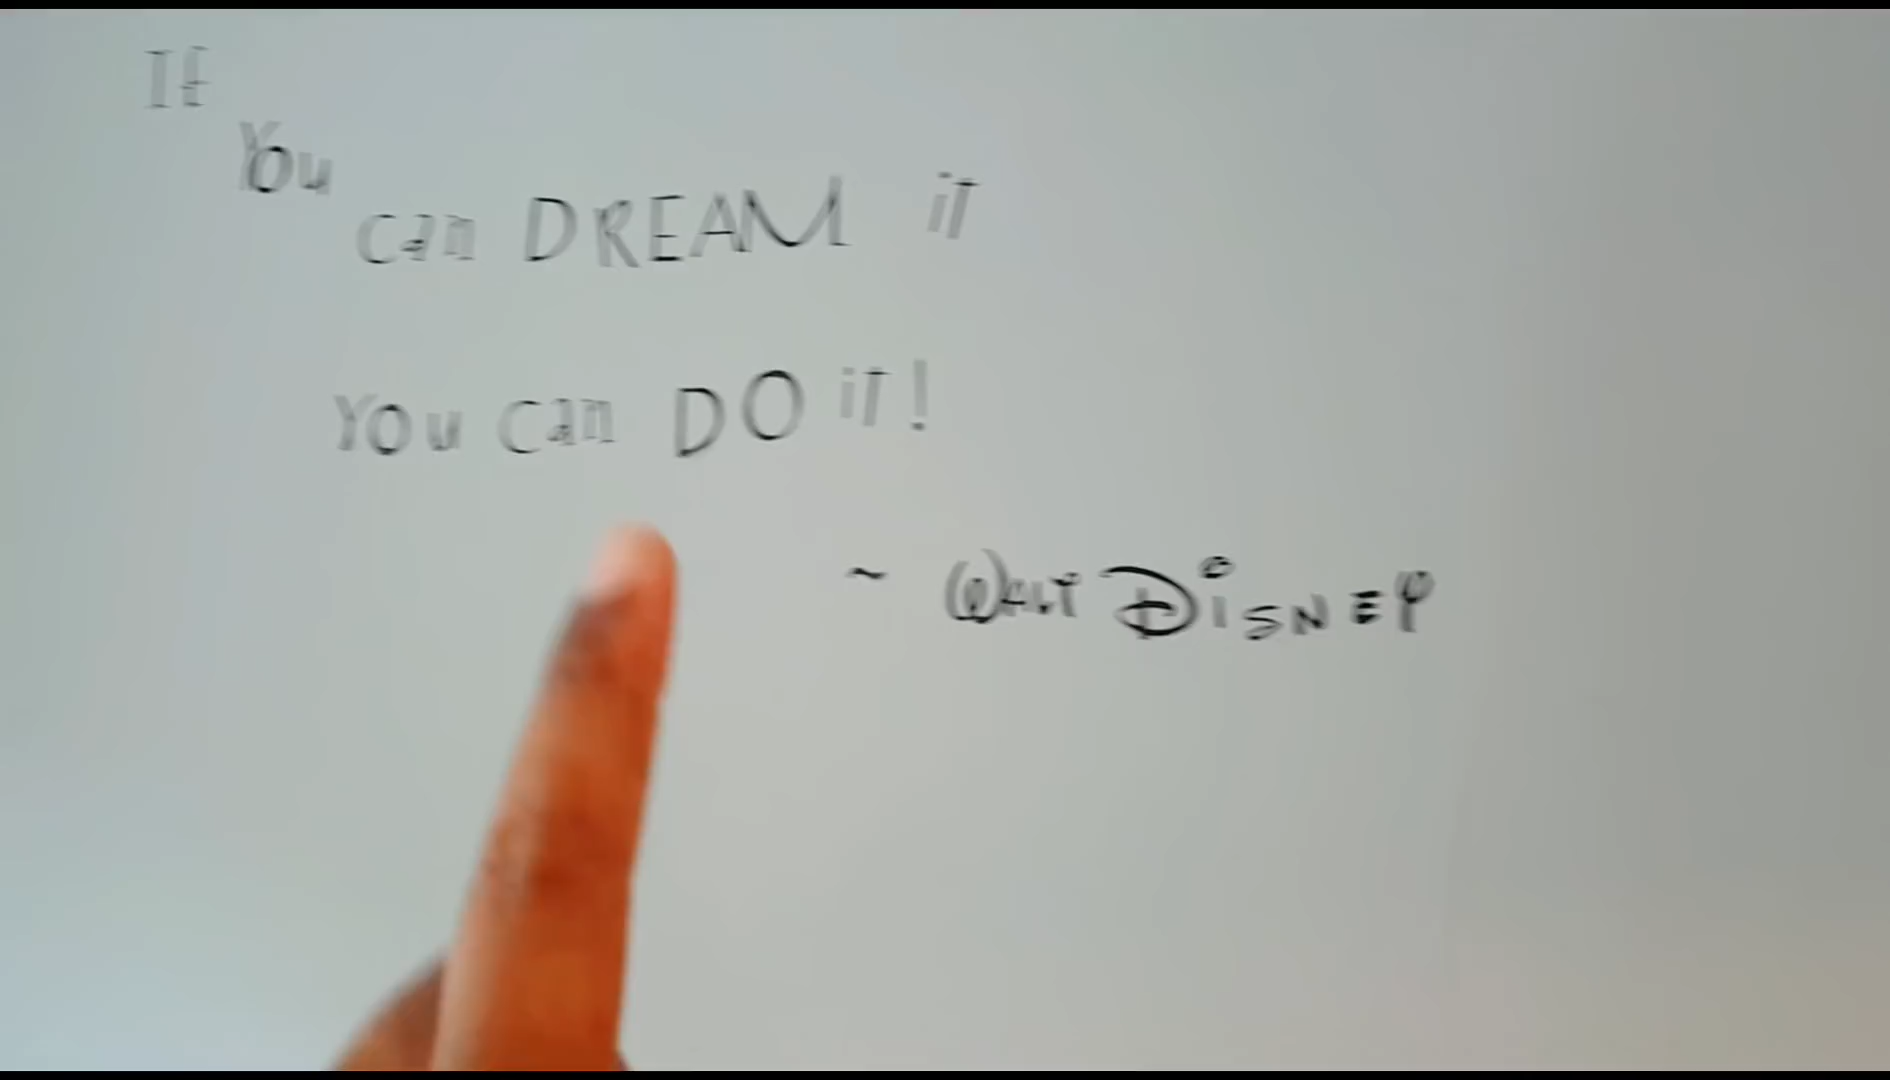 If
You
can DREAM it
You can DO it!
~ Walt Disney